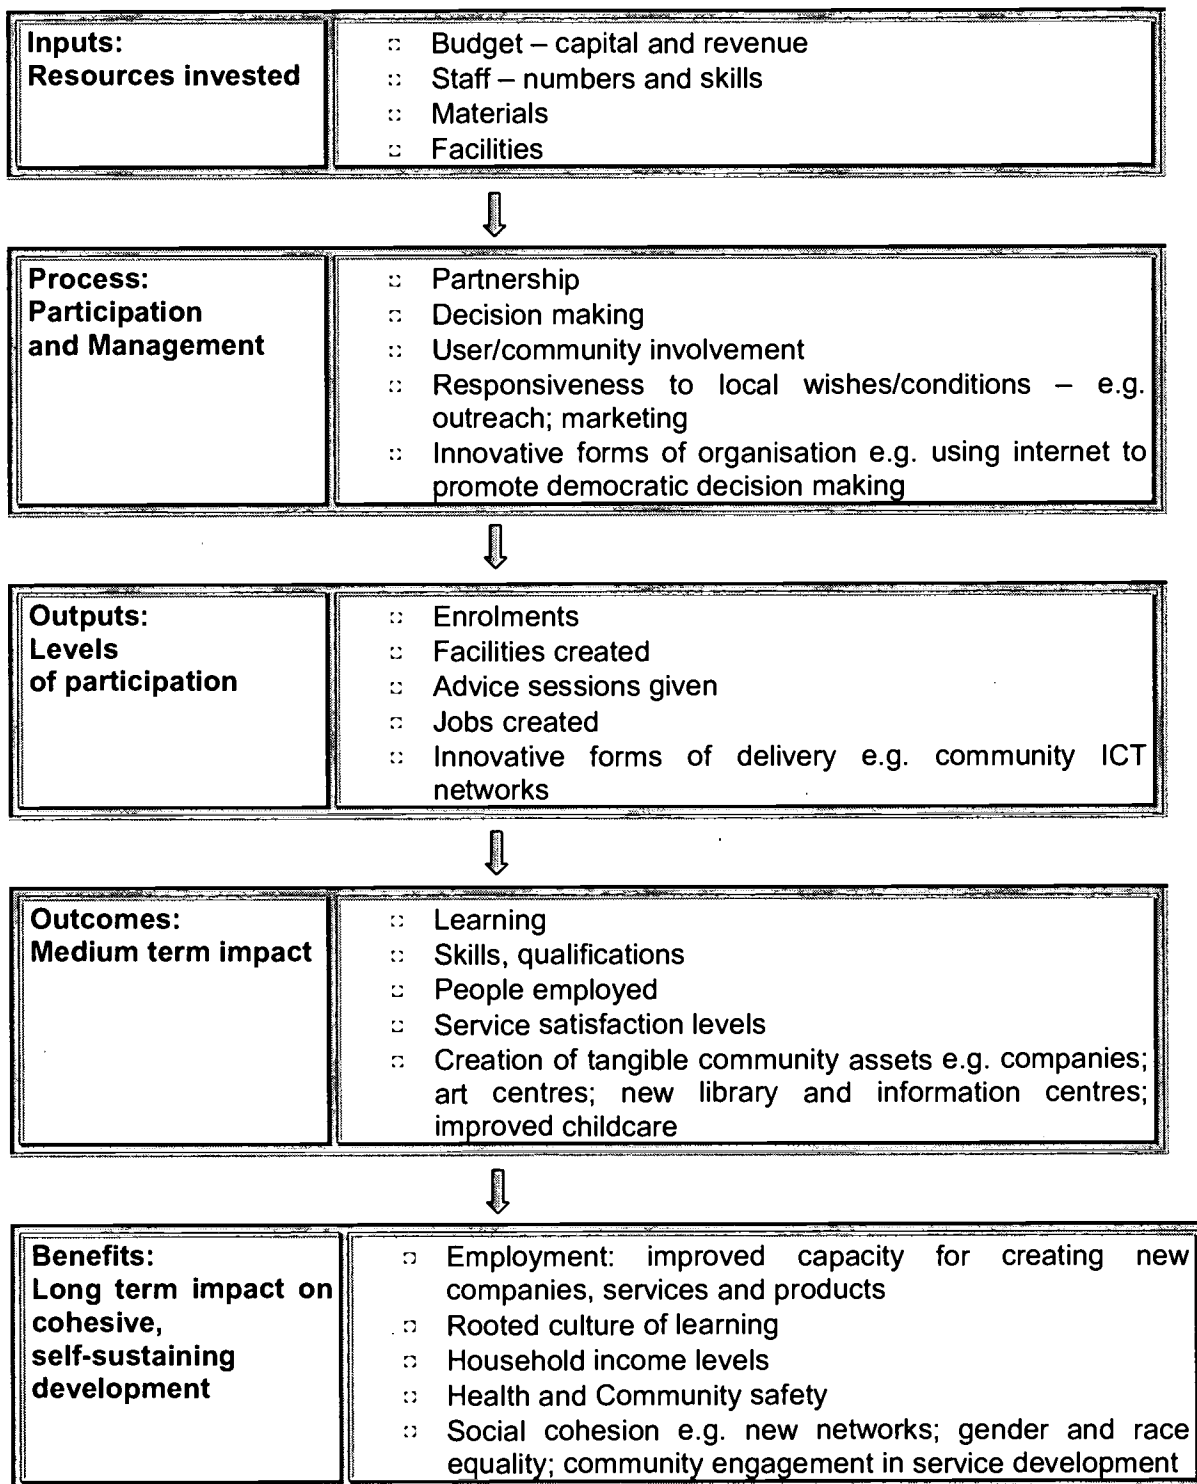 Inputs:
Resources invested
Budget – capital and revenue
Staff – numbers and skills
Materials
Facilities
Process:
Participation
and Management
Partnership
Decision making
User/community involvement
Responsiveness to local wishes/conditions – e.g.
outreach; marketing
Innovative forms of organisation e.g. using internet to
promote democratic decision making
Outputs:
Levels
of participation
Enrolments
Facilities created
Advice sessions given
Jobs created
Innovative forms of delivery e.g. community ICT
networks
Outcomes:
Medium term impact
Learning
Skills, qualifications
People employed
Service satisfaction levels
Creation of tangible community assets e.g. companies;
art centres; new library and information centres;
improved childcare
Benefits:
Long term impact on
cohesive,
self-sustaining
development
Employment: improved capacity for creating new
companies, services and products
Rooted culture of learning
Household income levels
Health and Community safety
Social cohesion e.g. new networks; gender and race
equality; community engagement in service development